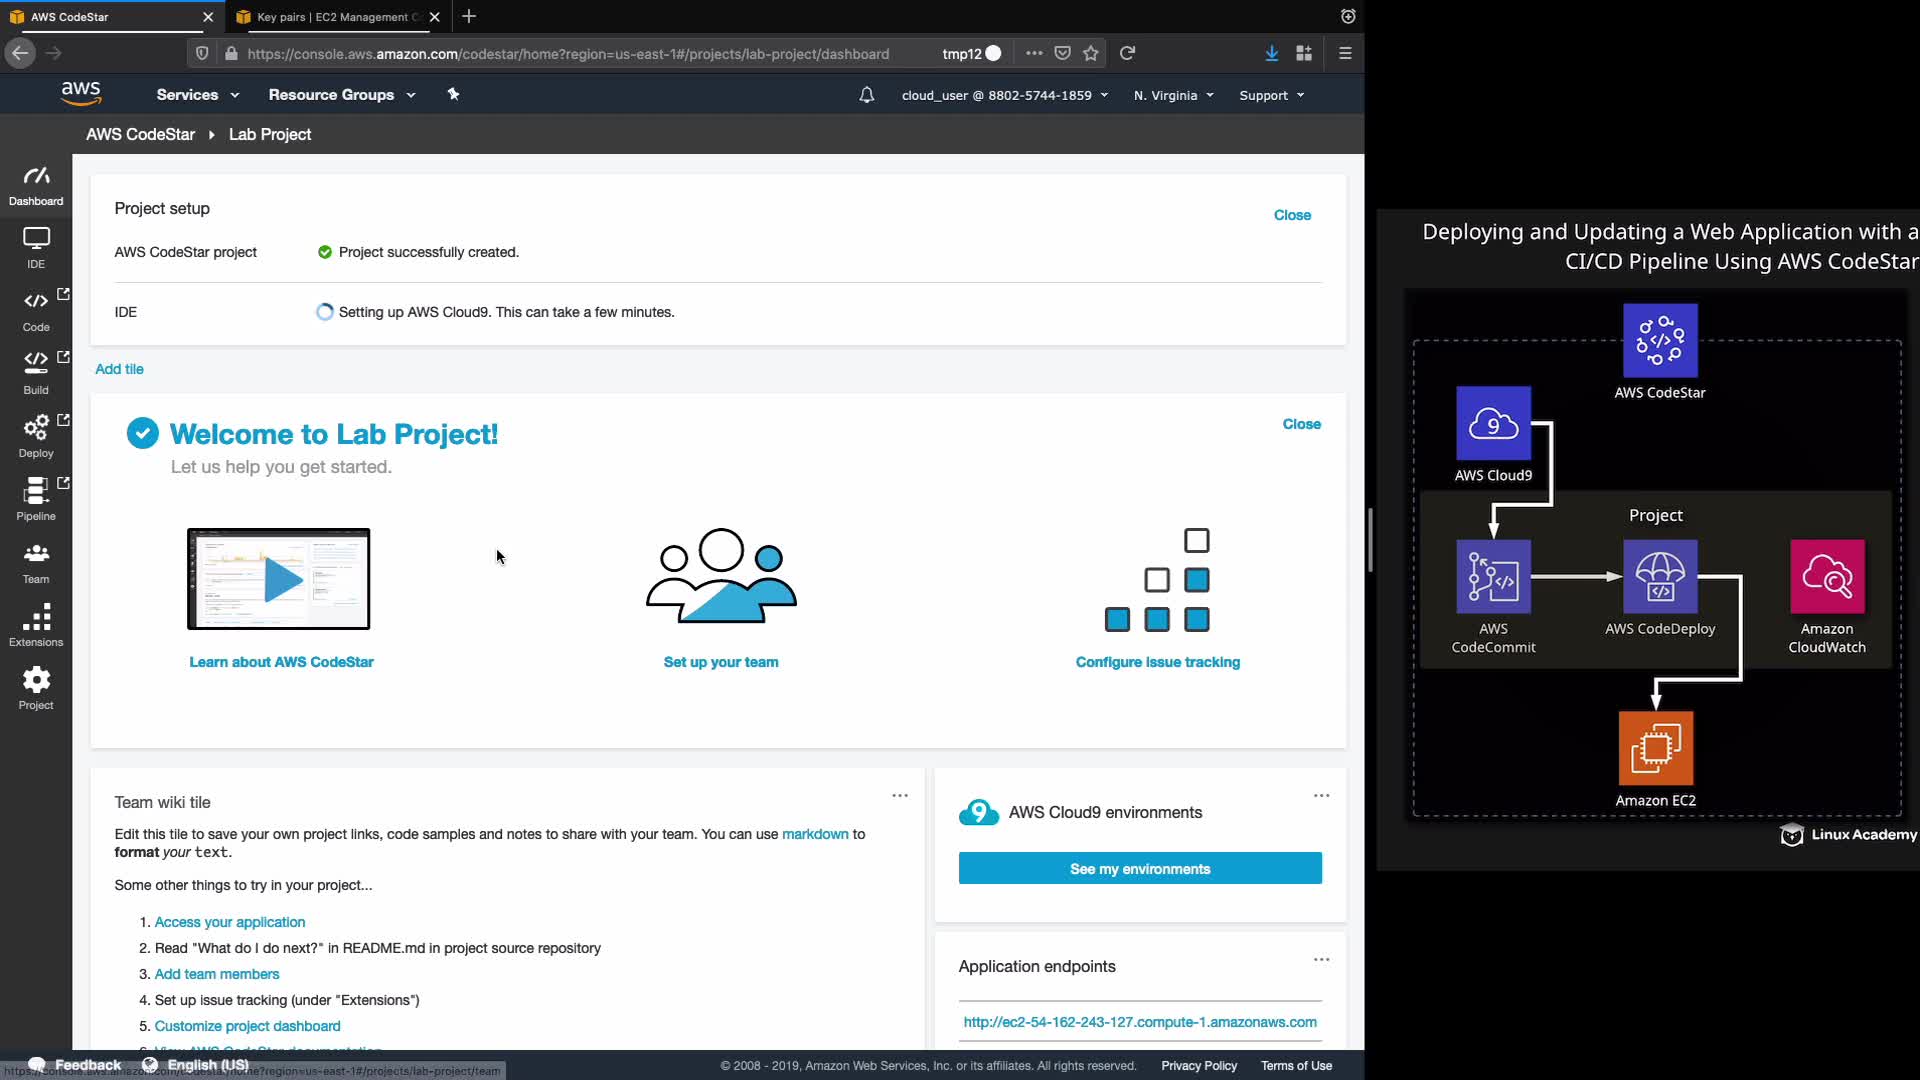 AWS CodeStar
Key pairs | EC2 Management C
https://console.aws.amazon.com/codestar/home?region=us-east-1#/projects/lab-project/dashboard
tmp12
aws
Services
Resource Groups
cloud_user @ 8802-5744-1859
N. Virginia
Support
AWS CodeStar
Lab Project
Dashboard
IDE
Code
Build
Deploy
Pipeline
Team
Extensions
Project
Project setup
Close
AWS CodeStar project
Project successfully created.
IDE
Setting up AWS Cloud9. This can take a few minutes.
Add tile
Welcome to Lab Project!
Close
Let us help you get started.
Learn about AWS CodeStar
Set up your team
Configure issue tracking
Team wiki tile
Edit this tile to save your own project links, code samples and notes to share with your team. You can use markdown to
format your text.
Some other things to try in your project...
1. Access your application
2. Read "What do I do next?" in README.md in project source repository
3. Add team members
4. Set up issue tracking (under "Extensions")
5. Customize project dashboard
6. View AWS CodeStar documentation
9
AWS Cloud9 environments
See my environments
Application endpoints
http://ec2-54-162-243-127.compute-1.amazonaws.com
Feedback
English (US)
https://console.aws.amazon.com/codestar/home?region=us-east-1#/projects/lab-project/team
© 2008 - 2019, Amazon Web Services, Inc. or its affiliates. All rights reserved.
Privacy Policy
Terms of Use
Deploying and Updating a Web Application with a
CI/CD Pipeline Using AWS CodeStar
AWS CodeStar
9
AWS Cloud9
Project
AWS
CodeCommit
AWS CodeDeploy
Amazon
CloudWatch
Amazon EC2
Linux Academy